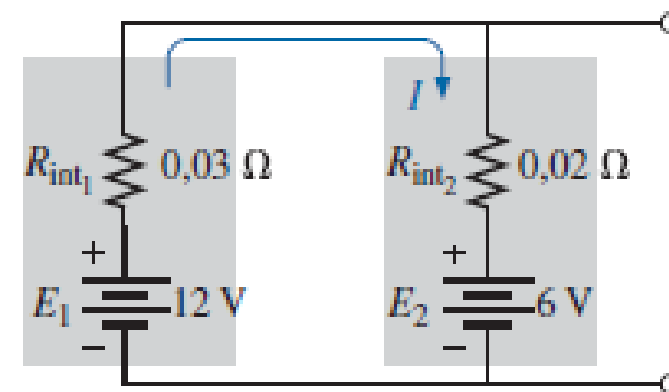 I
R_int1 0,03 Ω R_int2 0,02 Ω
+ +
E1 12 V E2 6 V
− −